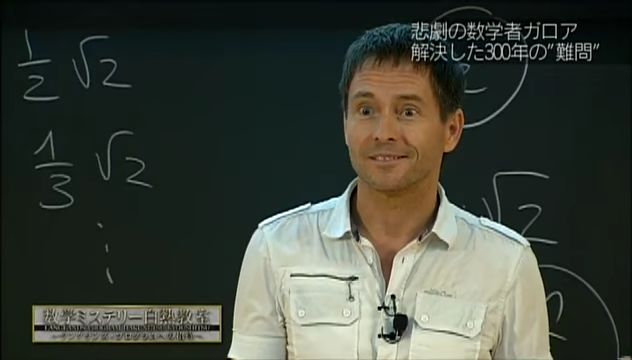 悲劇の数学者ガロア
解決した300年の”難問”
1/2 √2
1/3 √2
⋮
√2
数学ミステリー白熱教室